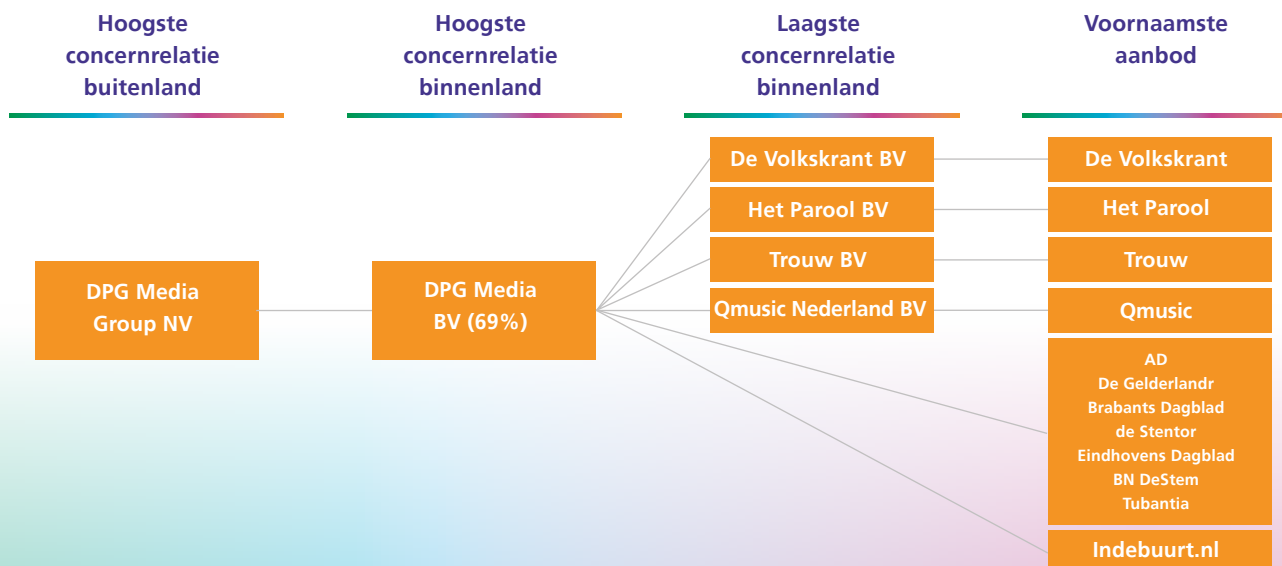 Hoogste
concernrelatie
buitenland
Hoogste
concernrelatie
binnenland
Laagste
concernrelatie
binnenland
Voornaamste
aanbod
DPG Media
Group NV
DPG Media
BV (69%)
De Volkskrant BV
Het Parool BV
Trouw BV
Qmusic Nederland BV
De Volkskrant
Het Parool
Trouw
Qmusic
AD
De Gelderlandr
Brabants Dagblad
de Stentor
Eindhovens Dagblad
BN DeStem
Tubantia
Indebuurt.nl